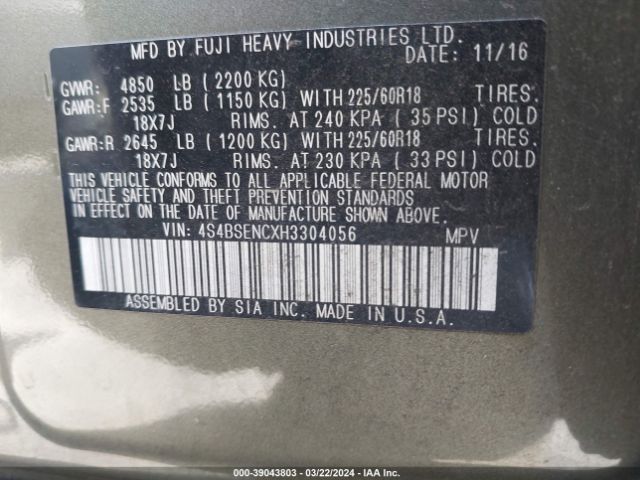 MFD BY FUJI HEAVY INDUSTRIES LTD.
DATE: 11/16
GVWR: 4850 LB ( 2200 KG)
GAWR:F 2535 LB ( 1150 KG) WITH 225/60R18 TIRES.
18X7J RIMS. AT 240 KPA ( 35 PSI) COLD
GAWR:R 2645 LB ( 1200 KG) WITH 225/60R18 TIRES.
18X7J RIMS. AT 230 KPA ( 33 PSI) COLD
THIS VEHICLE CONFORMS TO ALL APPLICABLE FEDERAL MOTOR
VEHICLE SAFETY AND THEFT PREVENTION STANDARDS
IN EFFECT ON THE DATE OF MANUFACTURE SHOWN ABOVE.
VIN: 4S4BSENCXH3304056 MPV
ASSEMBLED BY SIA INC. MADE IN U.S.A.
000-39043803 - 03/22/2024 - IAA Inc.